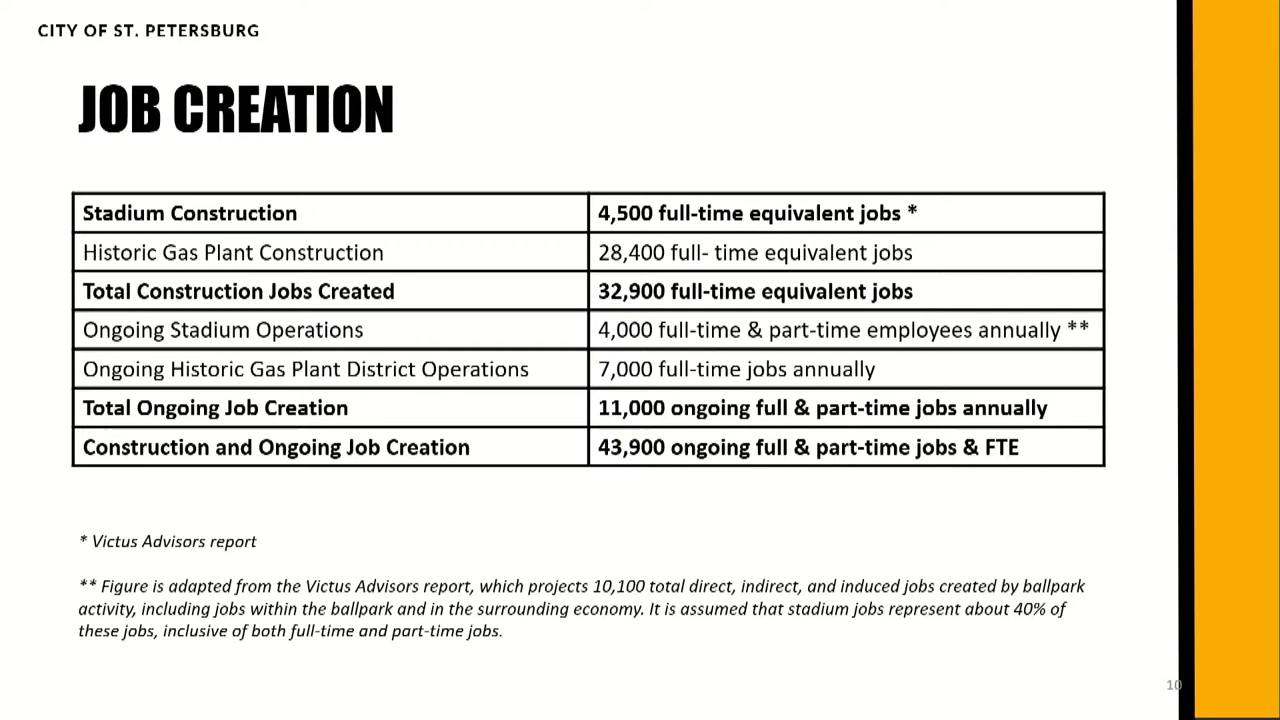 CITY OF ST. PETERSBURG
JOB CREATION
Stadium Construction 4,500 full-time equivalent jobs *
Historic Gas Plant Construction 28,400 full- time equivalent jobs
Total Construction Jobs Created 32,900 full-time equivalent jobs
Ongoing Stadium Operations 4,000 full-time & part-time employees annually **
Ongoing Historic Gas Plant District Operations 7,000 full-time jobs annually
Total Ongoing Job Creation 11,000 ongoing full & part-time jobs annually
Construction and Ongoing Job Creation 43,900 ongoing full & part-time jobs & FTE
* Victus Advisors report
** Figure is adapted from the Victus Advisors report, which projects 10,100 total direct, indirect, and induced jobs created by ballpark
activity, including jobs within the ballpark and in the surrounding economy. It is assumed that stadium jobs represent about 40% of
these jobs, inclusive of both full-time and part-time jobs.
10